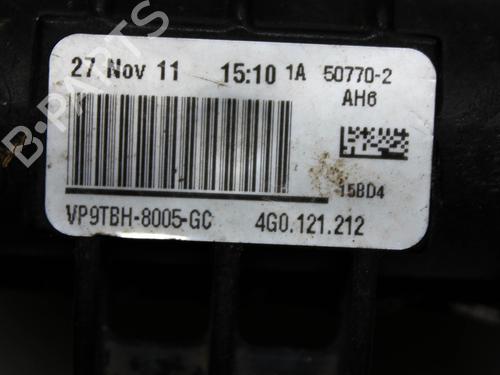 B-PARTS
27 Nov 11 15:10 1A 50770-2
AH6
15BD4
VP9TBH-8005-GC 4G0.121.212